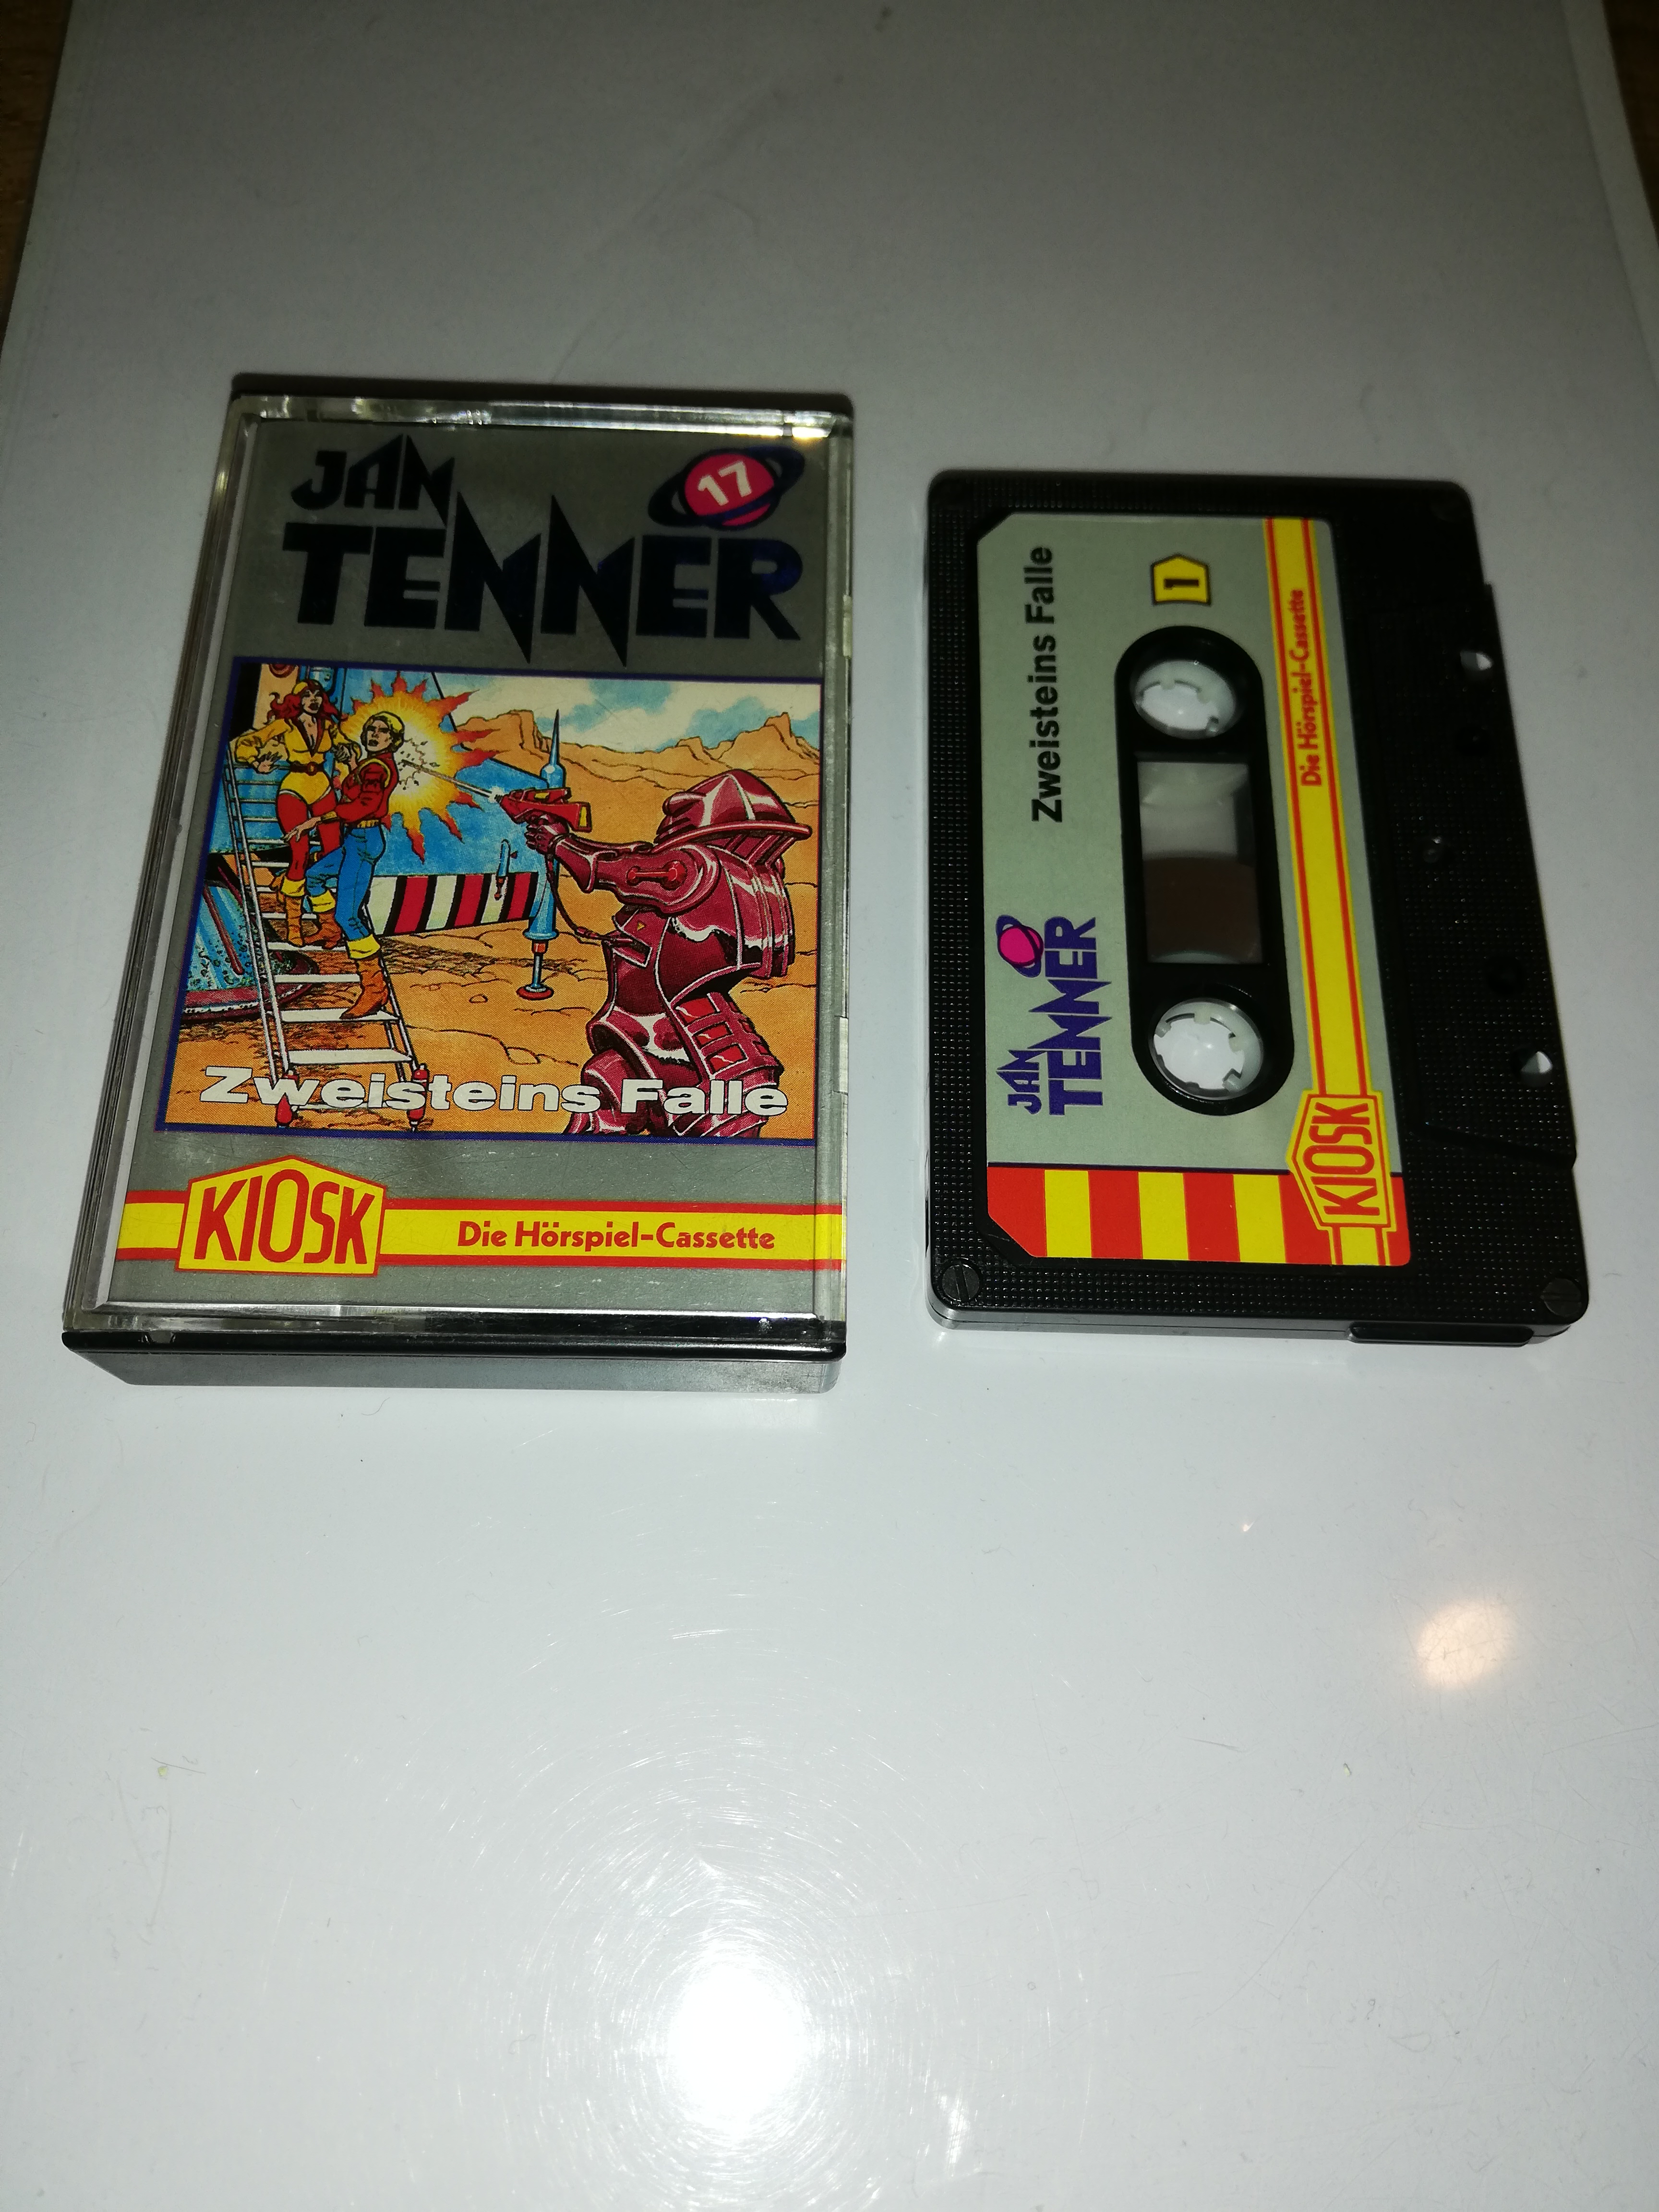 JAN
TENNER
17
Zweisteins Falle
KIOSK
Die Hörspiel-Cassette
JAN
TENNER
Zweisteins Falle
1
KIOSK
Die Hörspiel-Cassette